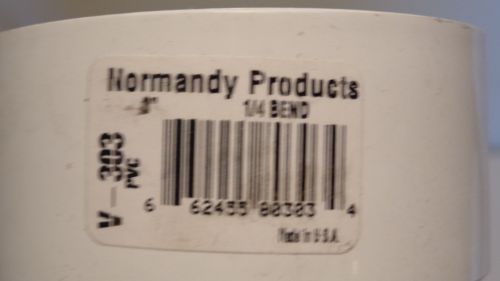 Normandy Products
1/4 BEND
V-303
PVC
6 62455 80303 4
Made in U.S.A.